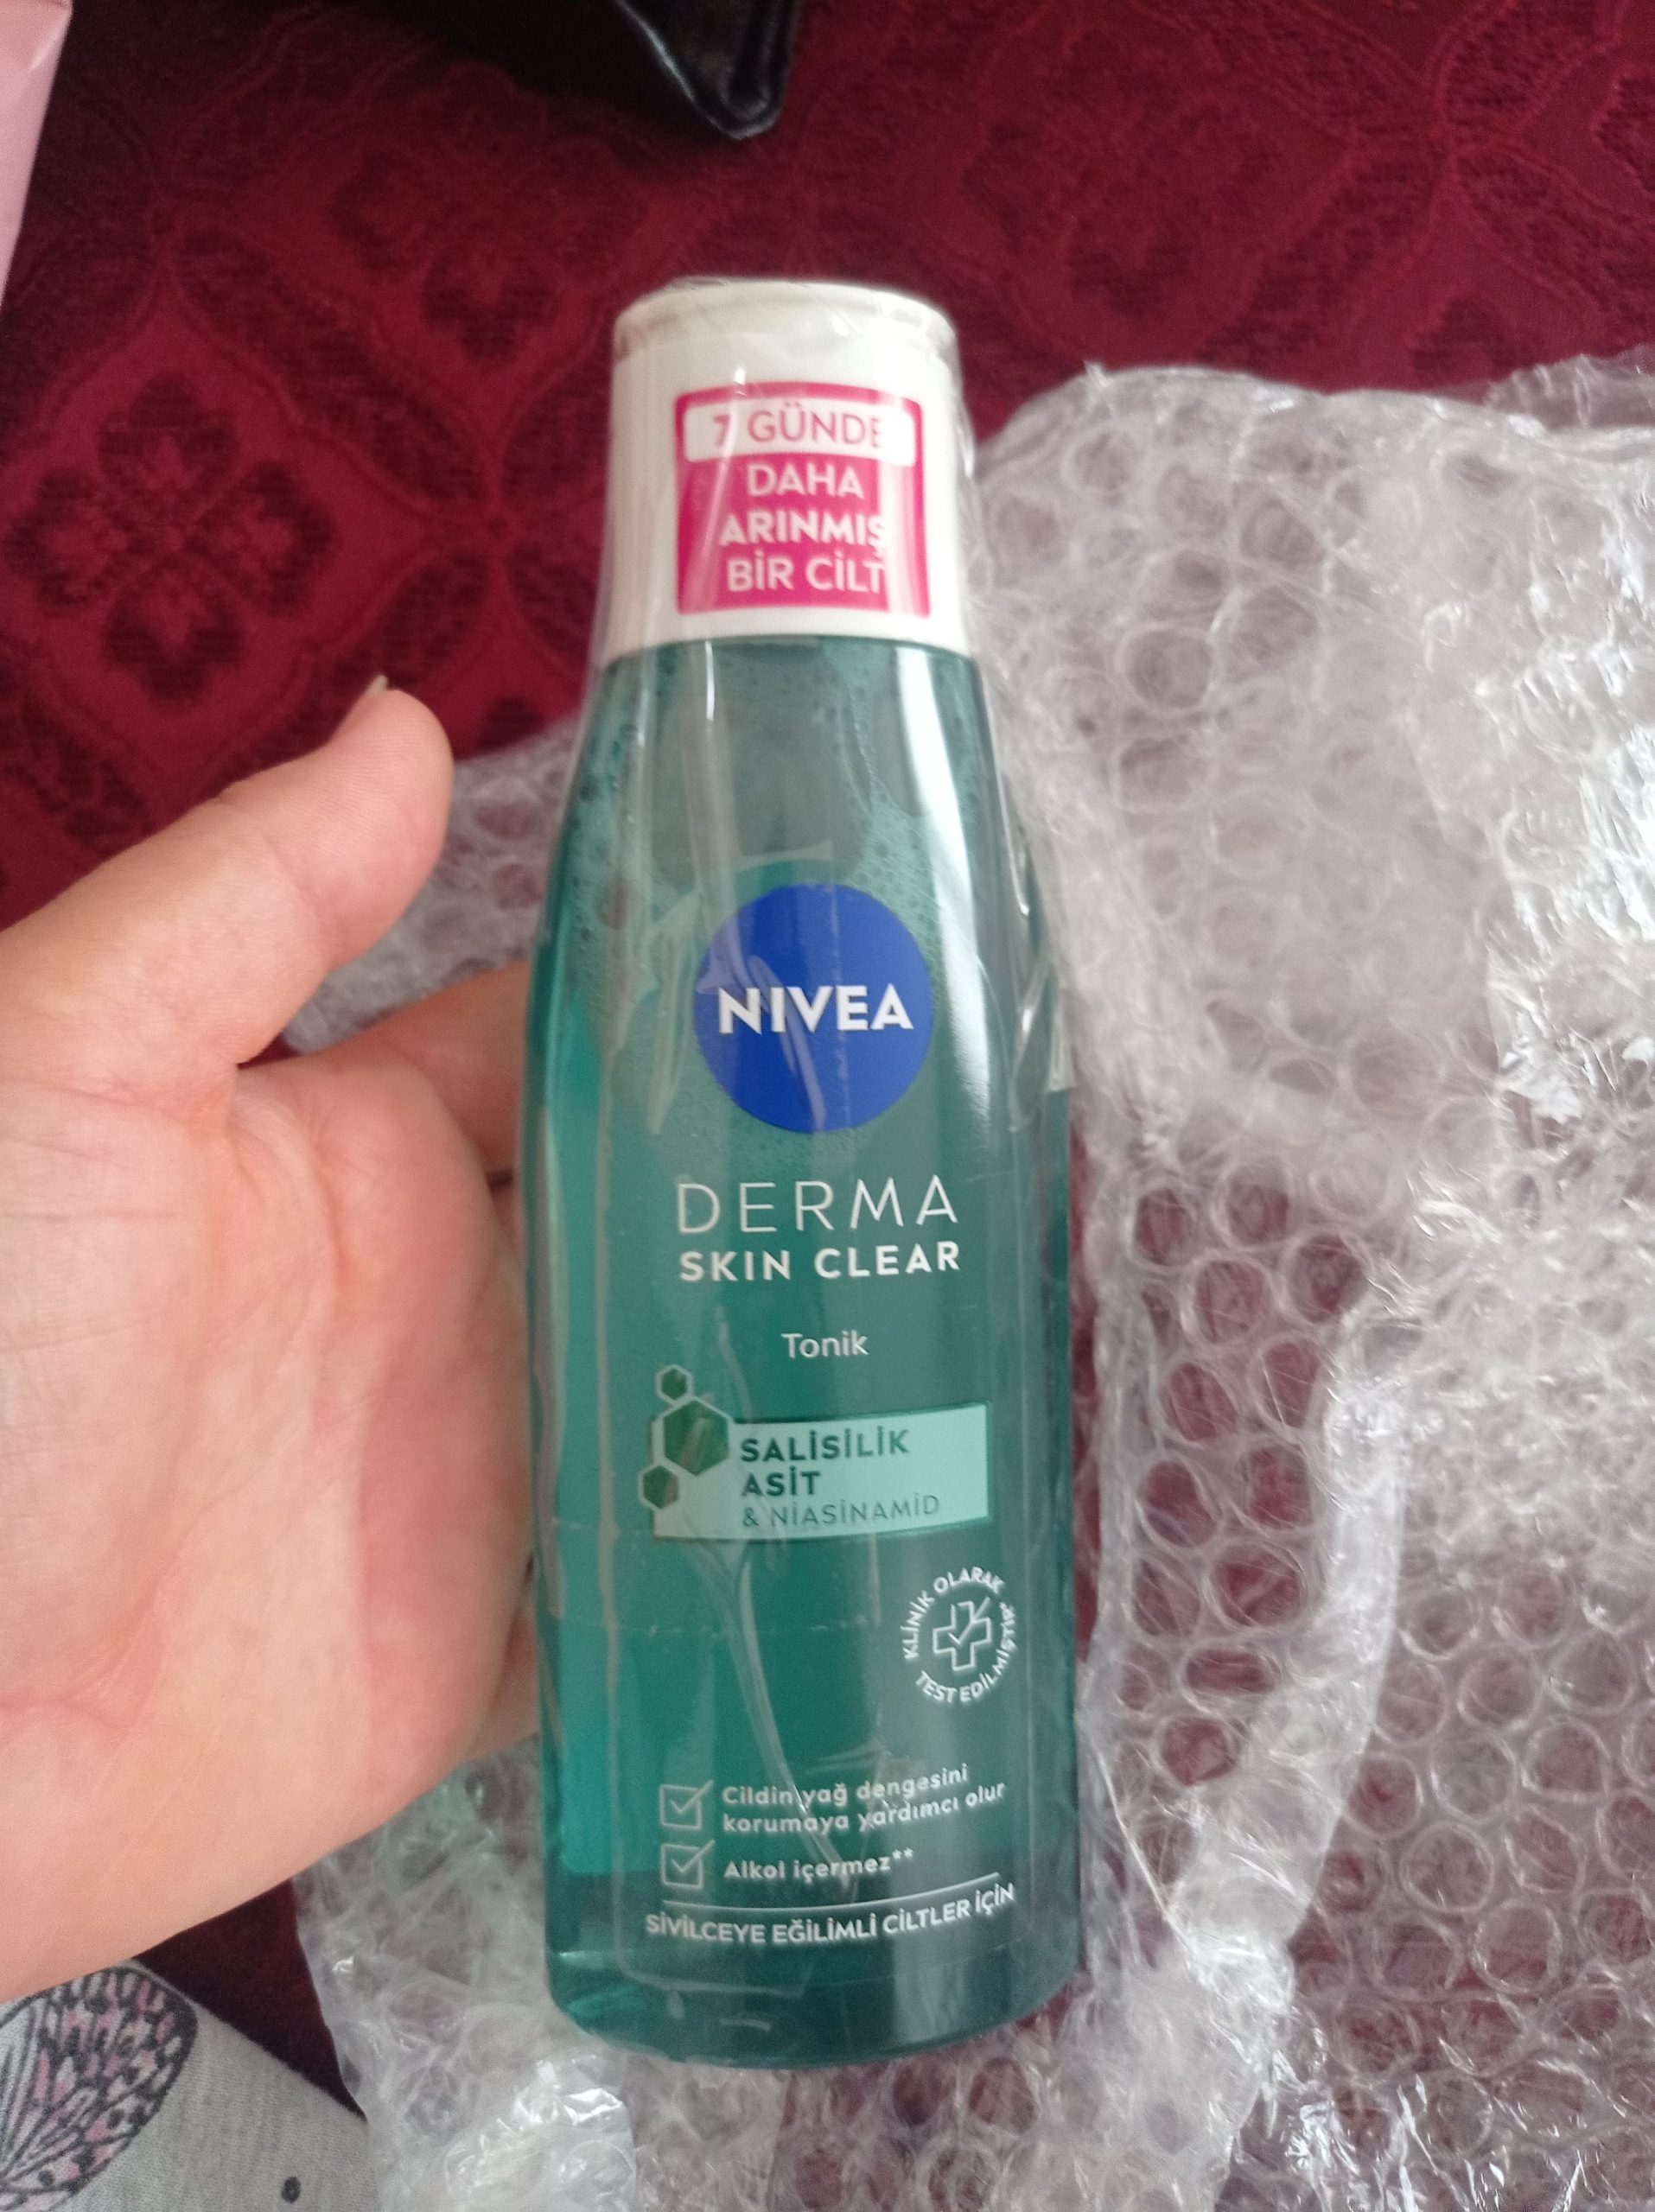 7 GÜNDE
DAHA
ARINMIŞ
BİR CİLT
NIVEA
DERMA
SKIN CLEAR
Tonik
SALİSİLİK
ASİT
& NİASİNAMİD
KLİNİK OLARAK
TEST EDİLMİŞTİR*
Cildin yağ dengesini
korumaya yardımcı olur
Alkol içermez**
SİVİLCEYE EĞİLİMLİ CİLTLER İÇİN